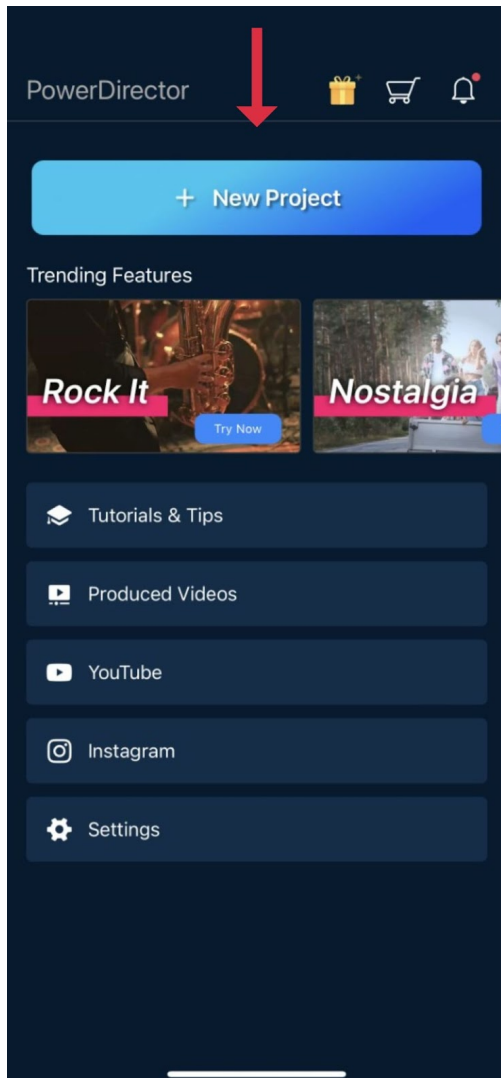 PowerDirector
+ New Project
Trending Features
Rock It
Try Now
Nostalgia
Tutorials & Tips
Produced Videos
YouTube
Instagram
Settings